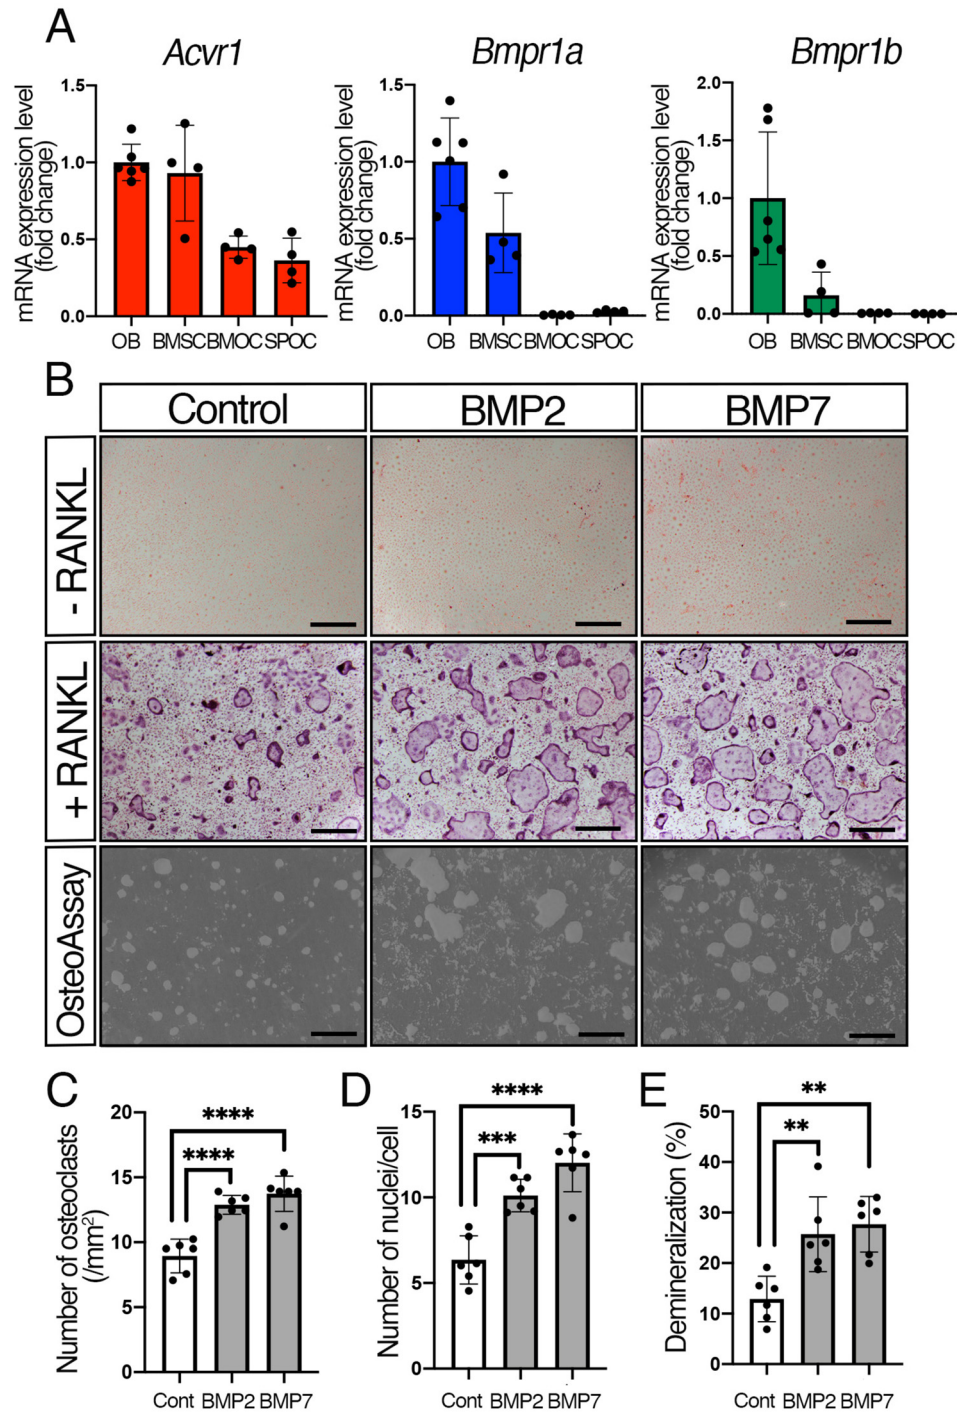 A
Acvr1
Bmpr1a
Bmpr1b
mRNA expression level
(fold change)
1.5
1.0
0.5
0.0
OB BMSC BMOC SPOC
mRNA expression level
(fold change)
1.5
1.0
0.5
0.0
OB BMSC BMOC SPOC
mRNA expression level
(fold change)
2.0
1.5
1.0
0.5
0.0
OB BMSC BMOC SPOC
B
Control
BMP2
BMP7
- RANKL
+ RANKL
OsteoAssay
C
Number of osteoclasts
(/mm²)
20
15
10
5
0
****
****
Cont BMP2 BMP7
D
Number of nuclei/cell
15
10
5
0
****
***
Cont BMP2 BMP7
E
Demineralization (%)
50
40
30
20
10
0
**
**
Cont BMP2 BMP7